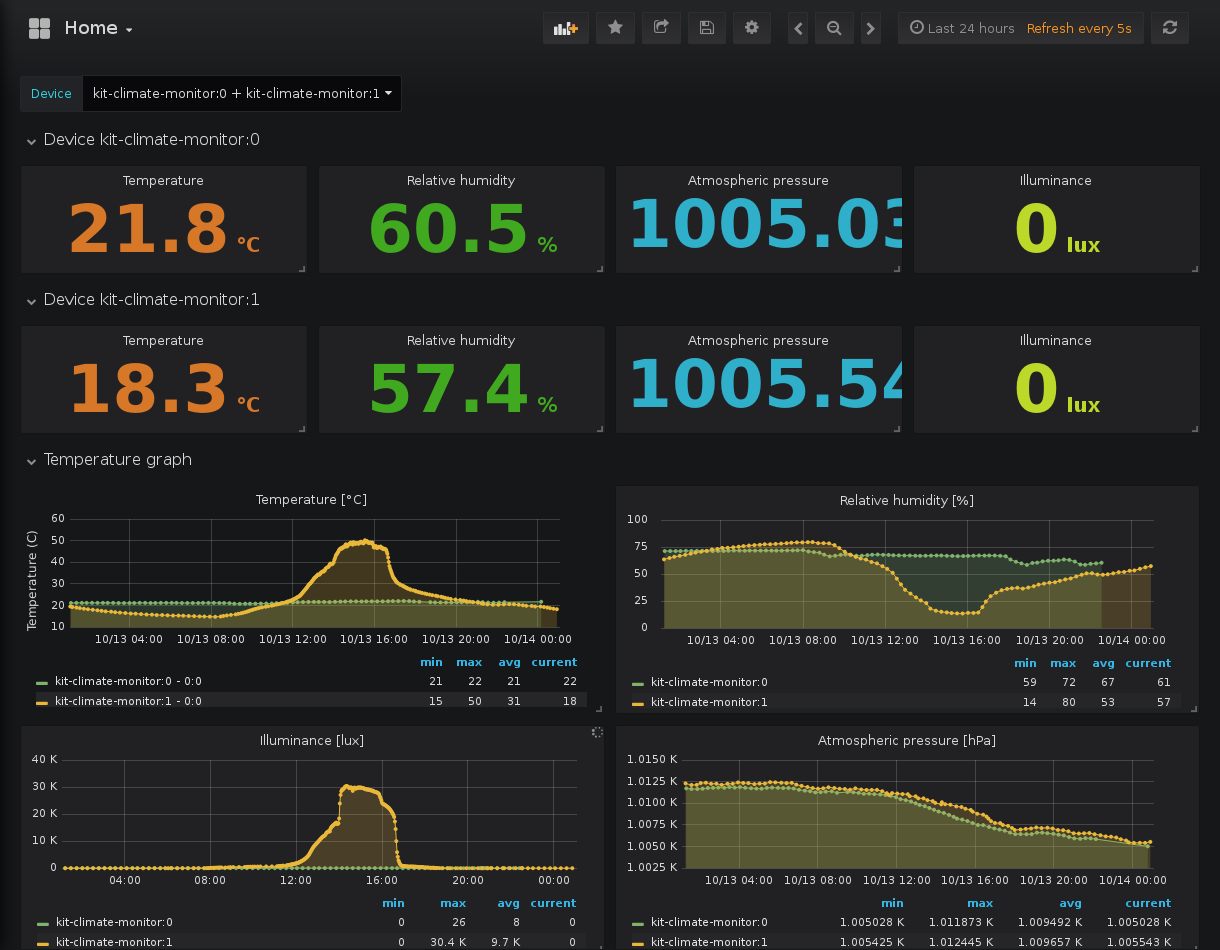 Home
Last 24 hours Refresh every 5s
Device kit-climate-monitor:0 + kit-climate-monitor:1
Device kit-climate-monitor:0
Temperature Relative humidity Atmospheric pressure Illuminance
21.8 °C 60.5 % 1005.03 0 lux
Device kit-climate-monitor:1
Temperature Relative humidity Atmospheric pressure Illuminance
18.3 °C 57.4 % 1005.54 0 lux
Temperature graph
Temperature [°C]
Temperature (C)
60
50
40
30
20
10
10/13 04:00 10/13 08:00 10/13 12:00 10/13 16:00 10/13 20:00 10/14 00:00
min max avg current
kit-climate-monitor:0 - 0:0 21 22 21 22
kit-climate-monitor:1 - 0:0 15 50 31 18
Relative humidity [%]
100
75
50
25
0
10/13 04:00 10/13 08:00 10/13 12:00 10/13 16:00 10/13 20:00 10/14 00:00
min max avg current
kit-climate-monitor:0 59 72 67 61
kit-climate-monitor:1 14 80 53 57
Illuminance [lux]
40 K
30 K
20 K
10 K
0
04:00 08:00 12:00 16:00 20:00 00:00
min max avg current
kit-climate-monitor:0 0 26 8 0
kit-climate-monitor:1 0 30.4 K 9.7 K 0
Atmospheric pressure [hPa]
1.0150 K
1.0125 K
1.0100 K
1.0075 K
1.0050 K
1.0025 K
10/13 04:00 10/13 08:00 10/13 12:00 10/13 16:00 10/13 20:00 10/14 00:00
min max avg current
kit-climate-monitor:0 1.005028 K 1.011873 K 1.009492 K 1.005028 K
kit-climate-monitor:1 1.005425 K 1.012445 K 1.009657 K 1.005543 K